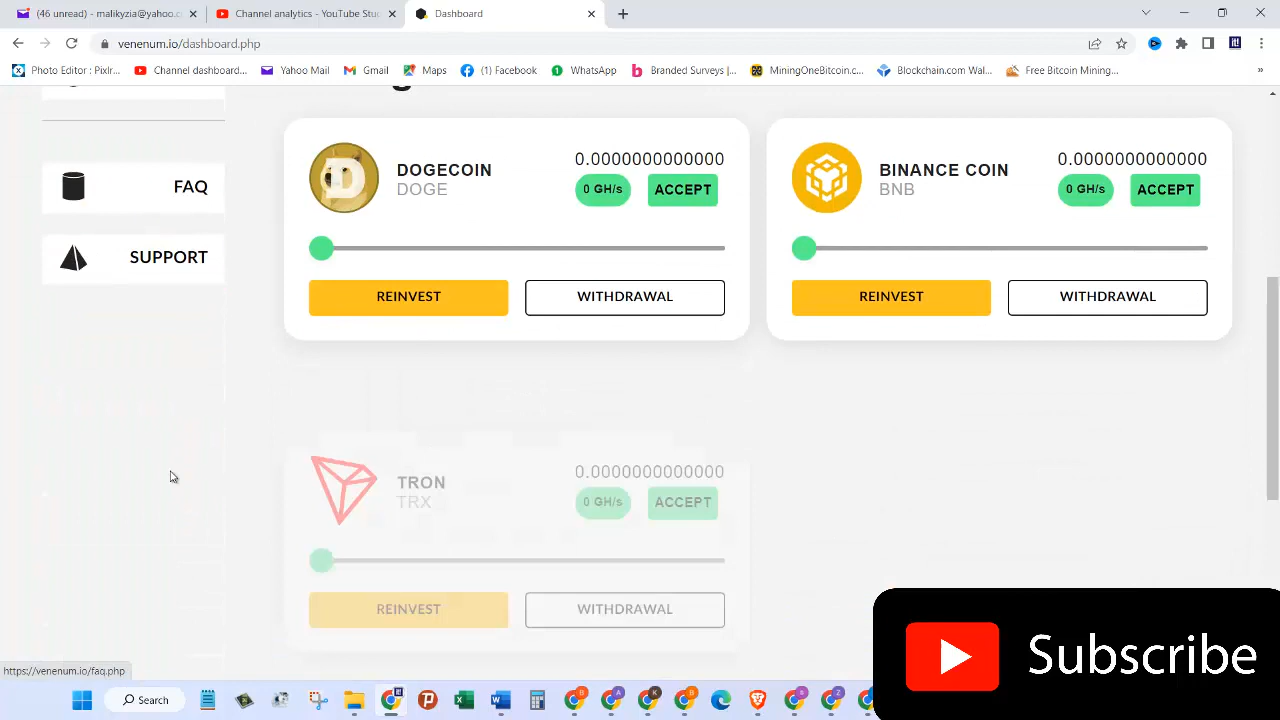 (46 unread) - malikyzia@yahoo.c
Channel analytics - YouTube Studi
Dashboard
venenum.io/dashboard.php
Photo Editor : Pixlr...
Channel dashboard...
Yahoo Mail
Gmail
Maps
(1) Facebook
WhatsApp
Branded Surveys |...
MiningOneBitcoin.c...
Blockchain.com Wal...
Free Bitcoin Mining...
FAQ
SUPPORT
DOGECOIN
DOGE
0.0000000000000
0 GH/s
ACCEPT
REINVEST
WITHDRAWAL
BINANCE COIN
BNB
0.0000000000000
0 GH/s
ACCEPT
REINVEST
WITHDRAWAL
TRON
TRX
0.0000000000000
0 GH/s
ACCEPT
REINVEST
WITHDRAWAL
https://venenum.io/faq.php
Search
Subscribe